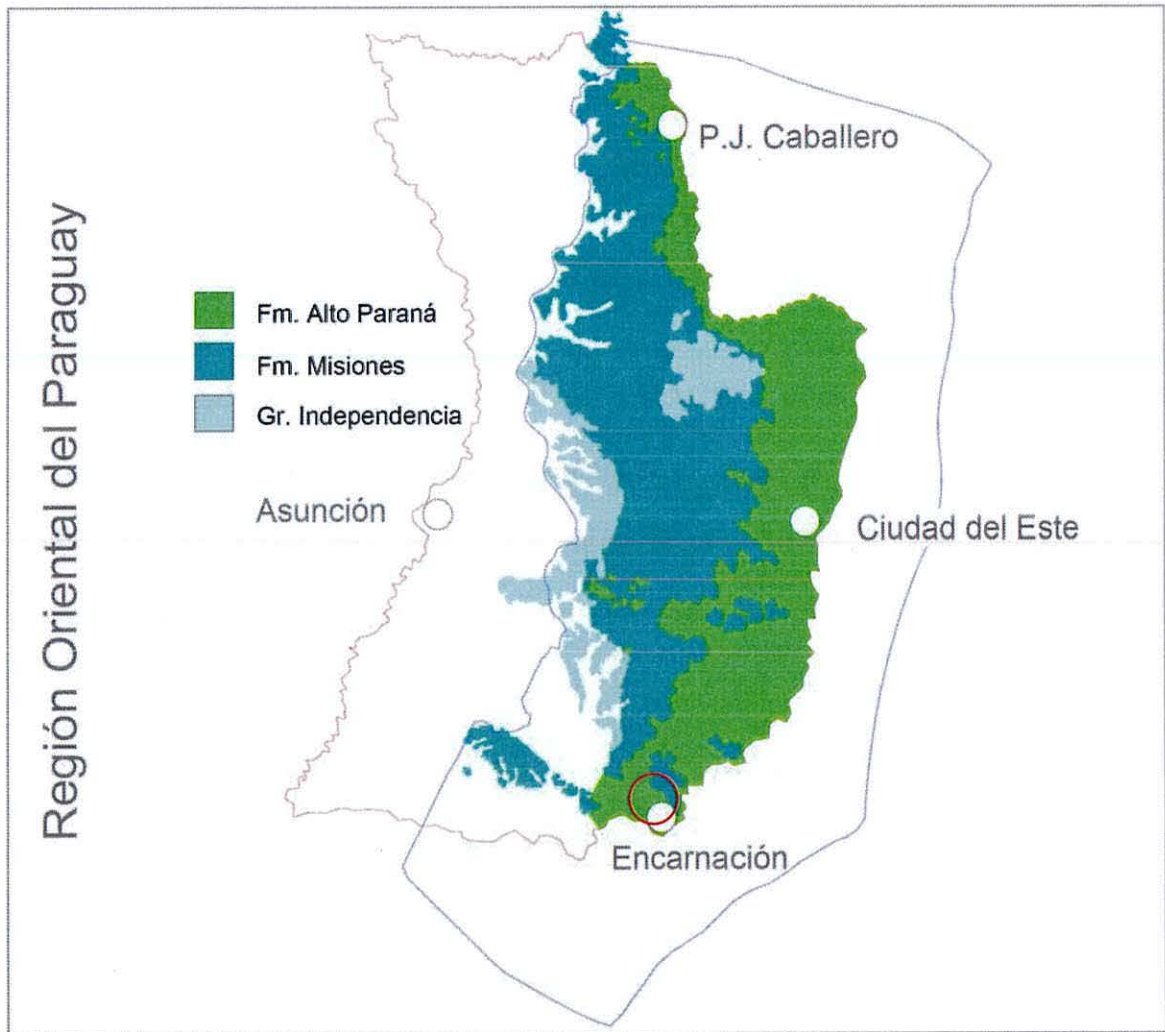 Región Oriental del Paraguay
P.J. Caballero
Fm. Alto Paraná
Fm. Misiones
Gr. Independencia
Asunción
Ciudad del Este
Encarnación